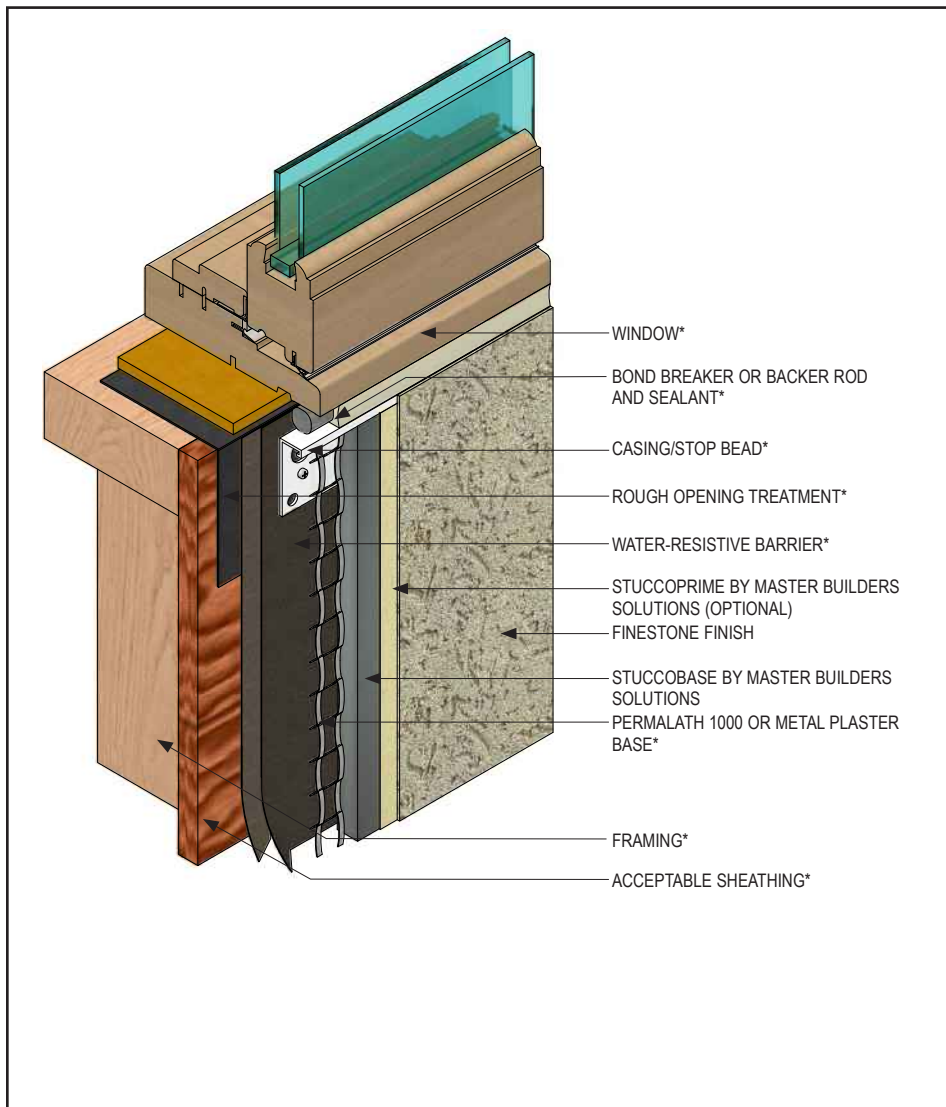 WINDOW*
BOND BREAKER OR BACKER ROD
AND SEALANT*
CASING/STOP BEAD*
ROUGH OPENING TREATMENT*
WATER-RESISTIVE BARRIER*
STUCCOPRIME BY MASTER BUILDERS
SOLUTIONS (OPTIONAL)
FINESTONE FINISH
STUCCOBASE BY MASTER BUILDERS
SOLUTIONS
PERMALATH 1000 OR METAL PLASTER
BASE*
FRAMING*
ACCEPTABLE SHEATHING*